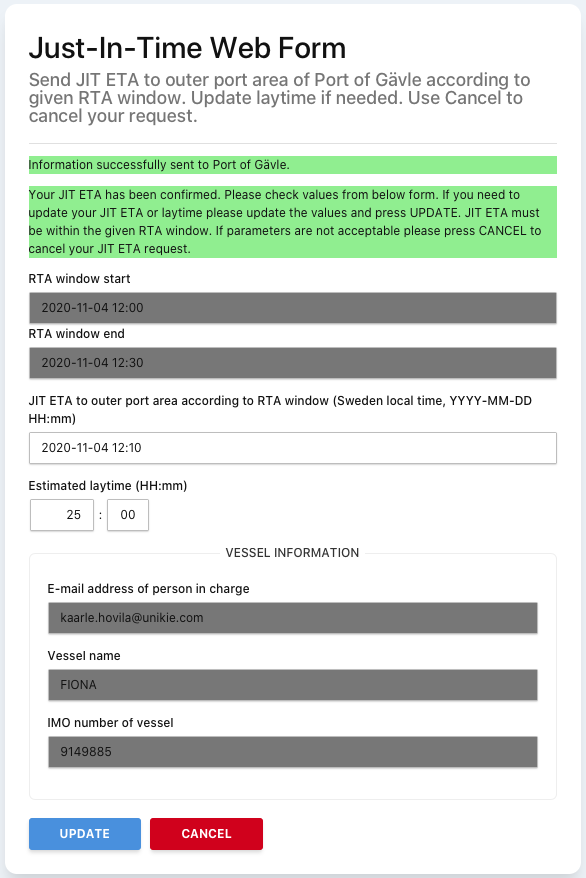 Just-In-Time Web Form
Send JIT ETA to outer port area of Port of Gävle according to
given RTA window. Update laytime if needed. Use Cancel to
cancel your request.
Information successfully sent to Port of Gävle.
Your JIT ETA has been confirmed. Please check values from below form. If you need to
update your JIT ETA or laytime please update the values and press UPDATE. JIT ETA must
be within the given RTA window. If parameters are not acceptable please press CANCEL to
cancel your JIT ETA request.
RTA window start
2020-11-04 12:00
RTA window end
2020-11-04 12:30
JIT ETA to outer port area according to RTA window (Sweden local time, YYYY-MM-DD
HH:mm)
2020-11-04 12:10
Estimated laytime (HH:mm)
25 : 00
VESSEL INFORMATION
E-mail address of person in charge
kaarle.hovila@unikie.com
Vessel name
FIONA
IMO number of vessel
9149885
UPDATE CANCEL